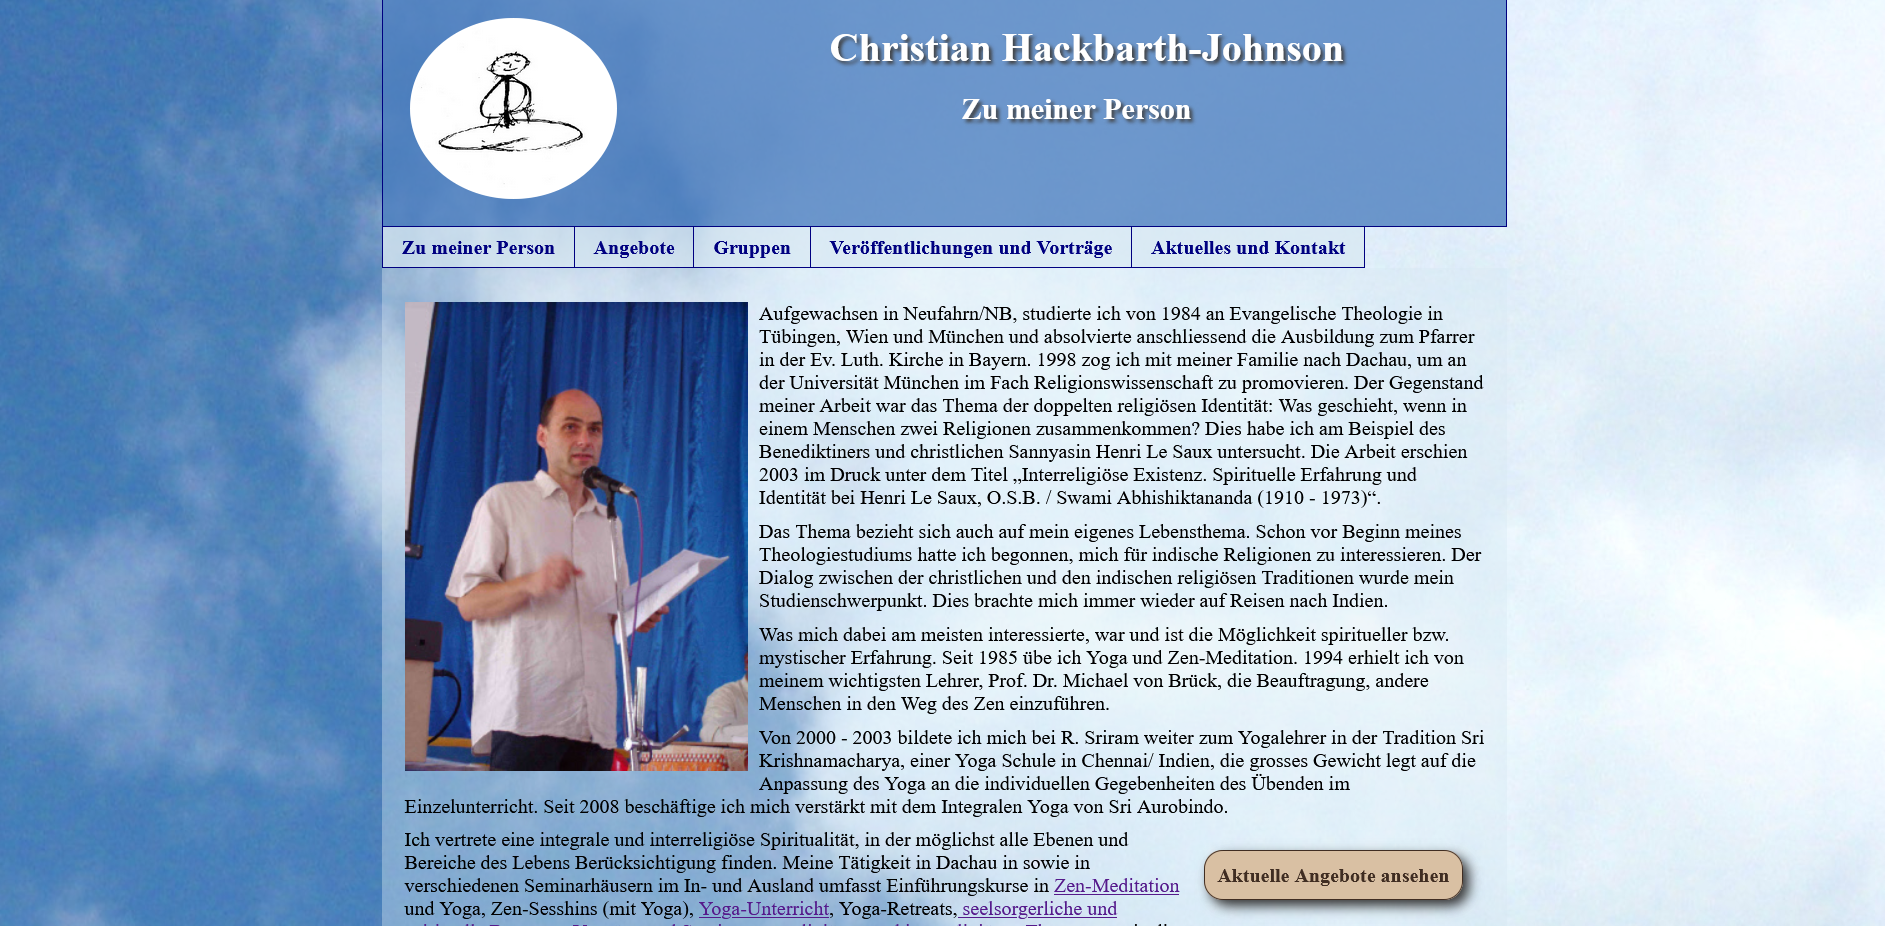 Christian Hackbarth-Johnson
Zu meiner Person
Zu meiner Person
Angebote
Gruppen
Veröffentlichungen und Vorträge
Aktuelles und Kontakt
Aufgewachsen in Neufahrn/NB, studierte ich von 1984 an Evangelische Theologie in
Tübingen, Wien und München und absolvierte anschliessend die Ausbildung zum Pfarrer
in der Ev. Luth. Kirche in Bayern. 1998 zog ich mit meiner Familie nach Dachau, um an
der Universität München im Fach Religionswissenschaft zu promovieren. Der Gegenstand
meiner Arbeit war das Thema der doppelten religiösen Identität: Was geschieht, wenn in
einem Menschen zwei Religionen zusammenkommen? Dies habe ich am Beispiel des
Benediktiners und christlichen Sannyasin Henri Le Saux untersucht. Die Arbeit erschien
2003 im Druck unter dem Titel „Interreligiöse Existenz. Spirituelle Erfahrung und
Identität bei Henri Le Saux, O.S.B. / Swami Abhishiktananda (1910 - 1973)“.
Das Thema bezieht sich auch auf mein eigenes Lebensthema. Schon vor Beginn meines
Theologiestudiums hatte ich begonnen, mich für indische Religionen zu interessieren. Der
Dialog zwischen der christlichen und den indischen religiösen Traditionen wurde mein
Studienschwerpunkt. Dies brachte mich immer wieder auf Reisen nach Indien.
Was mich dabei am meisten interessierte, war und ist die Möglichkeit spiritueller bzw.
mystischer Erfahrung. Seit 1985 übe ich Yoga und Zen-Meditation. 1994 erhielt ich von
meinem wichtigsten Lehrer, Prof. Dr. Michael von Brück, die Beauftragung, andere
Menschen in den Weg des Zen einzuführen.
Von 2000 - 2003 bildete ich mich bei R. Sriram weiter zum Yogalehrer in der Tradition Sri
Krishnamacharya, einer Yoga Schule in Chennai/ Indien, die grosses Gewicht legt auf die
Anpassung des Yoga an die individuellen Gegebenheiten des Übenden im
Einzelunterricht. Seit 2008 beschäftige ich mich verstärkt mit dem Integralen Yoga von Sri Aurobindo.
Ich vertrete eine integrale und interreligiöse Spiritualität, in der möglichst alle Ebenen und
Bereiche des Lebens Berücksichtigung finden. Meine Tätigkeit in Dachau in sowie in
verschiedenen Seminarhäusern im In- und Ausland umfasst Einführungskurse in Zen-Meditation
und Yoga, Zen-Sesshins (mit Yoga), Yoga-Unterricht, Yoga-Retreats, seelsorgerliche und
Aktuelle Angebote ansehen